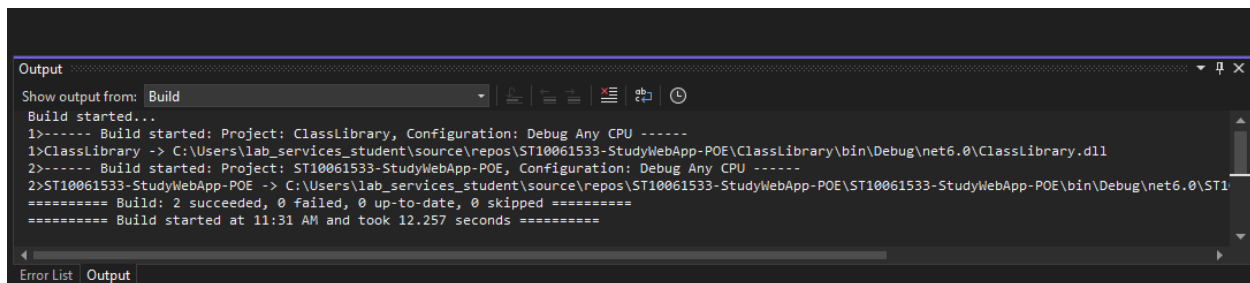 Output
Show output from: Build
Build started...
1>------ Build started: Project: ClassLibrary, Configuration: Debug Any CPU ------
1>ClassLibrary -> C:\Users\lab_services_student\source\repos\ST10061533-StudyWebApp-POE\ClassLibrary\bin\Debug\net6.0\ClassLibrary.dll
2>------ Build started: Project: ST10061533-StudyWebApp-POE, Configuration: Debug Any CPU ------
2>ST10061533-StudyWebApp-POE -> C:\Users\lab_services_student\source\repos\ST10061533-StudyWebApp-POE\ST10061533-StudyWebApp-POE\bin\Debug\net6.0\ST1
========== Build: 2 succeeded, 0 failed, 0 up-to-date, 0 skipped ==========
========== Build started at 11:31 AM and took 12.257 seconds ==========
Error List Output